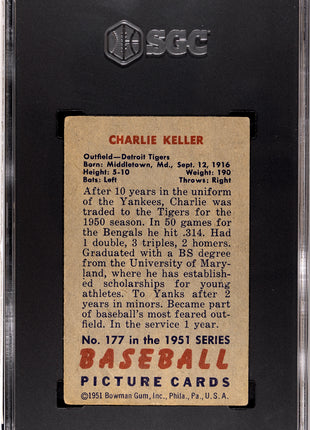 SGC
CHARLIE KELLER
Outfield—Detroit Tigers
Born: Middletown, Md., Sept. 12, 1916
Height: 5-10 Weight: 190
Bats: Left Throws: Right
After 10 years in the uniform
of the Yankees, Charlie was
traded to the Tigers for the
1950 season. In 50 games for
the Bengals he hit .314. Had
1 double, 3 triples, 2 homers.
Graduated with a BS degree
from the University of Mary-
land, where he has establish-
ed scholarships for young
athletes. To Yanks after 2
years in minors. Became part
of baseball's most feared out-
field. In the service 1 year.
No. 177 in the 1951 SERIES
BASEBALL
PICTURE CARDS
©1951 Bowman Gum, Inc., Phila., Pa., U. S. A.